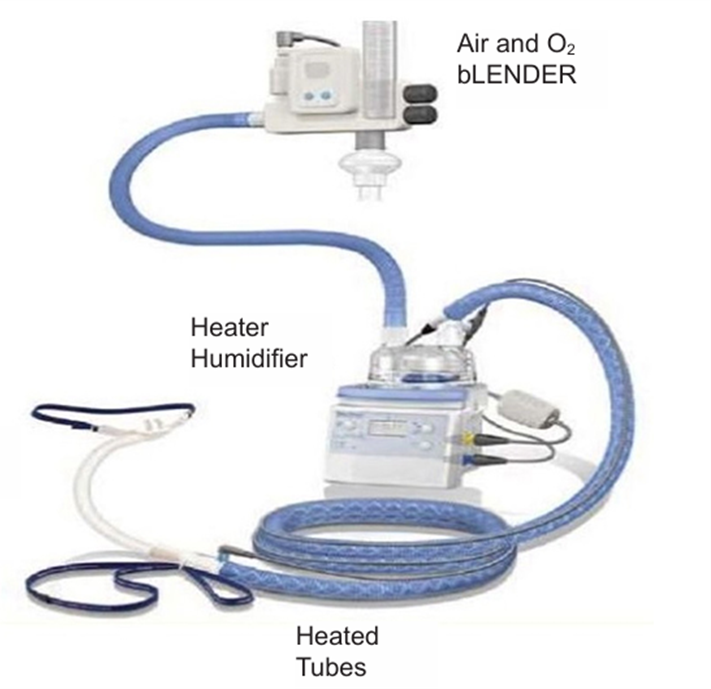 Air and O₂
bLENDER
Heater
Humidifier
Heated
Tubes